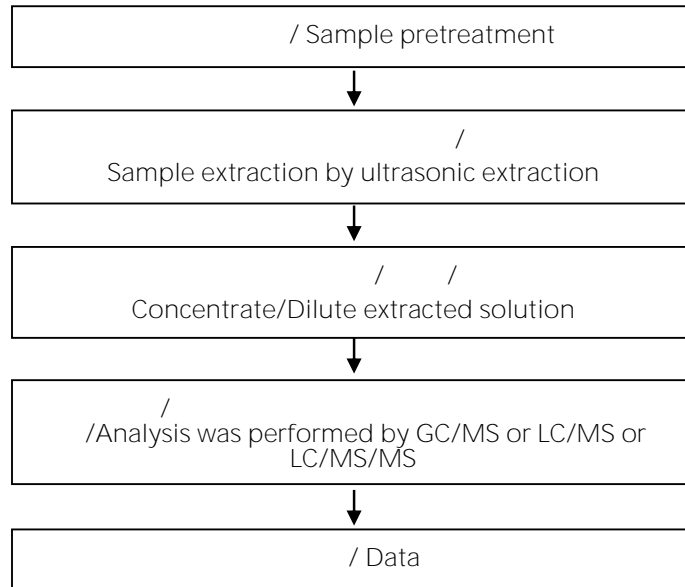 / Sample pretreatment
/
Sample extraction by ultrasonic extraction
/ /
Concentrate/Dilute extracted solution
/
/Analysis was performed by GC/MS or LC/MS or
LC/MS/MS
/ Data